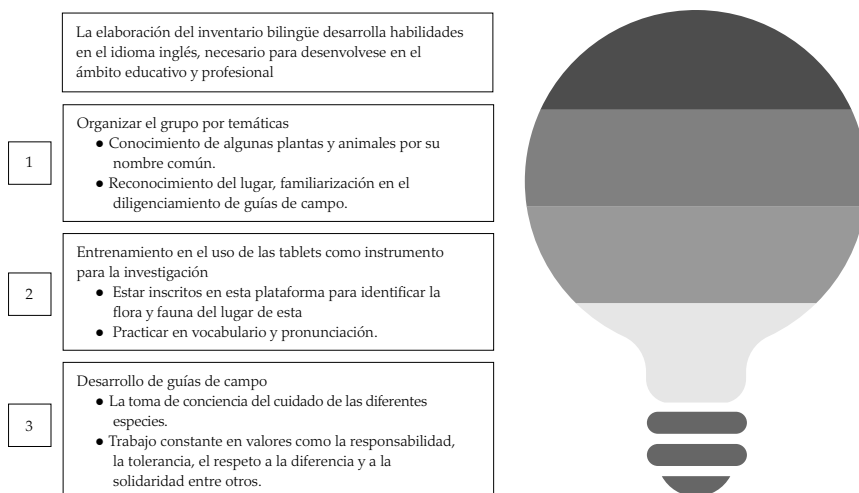 La elaboración del inventario bilingüe desarrolla habilidades
en el idioma inglés, necesario para desenvolvese en el
ámbito educativo y profesional
1
Organizar el grupo por temáticas
● Conocimiento de algunas plantas y animales por su
nombre común.
● Reconocimiento del lugar, familiarización en el
diligenciamiento de guías de campo.
2
Entrenamiento en el uso de las tablets como instrumento
para la investigación
● Estar inscritos en esta plataforma para identificar la
flora y fauna del lugar de esta
● Practicar en vocabulario y pronunciación.
3
Desarrollo de guías de campo
● La toma de conciencia del cuidado de las diferentes
especies.
● Trabajo constante en valores como la responsabilidad,
la tolerancia, el respeto a la diferencia y a la
solidaridad entre otros.